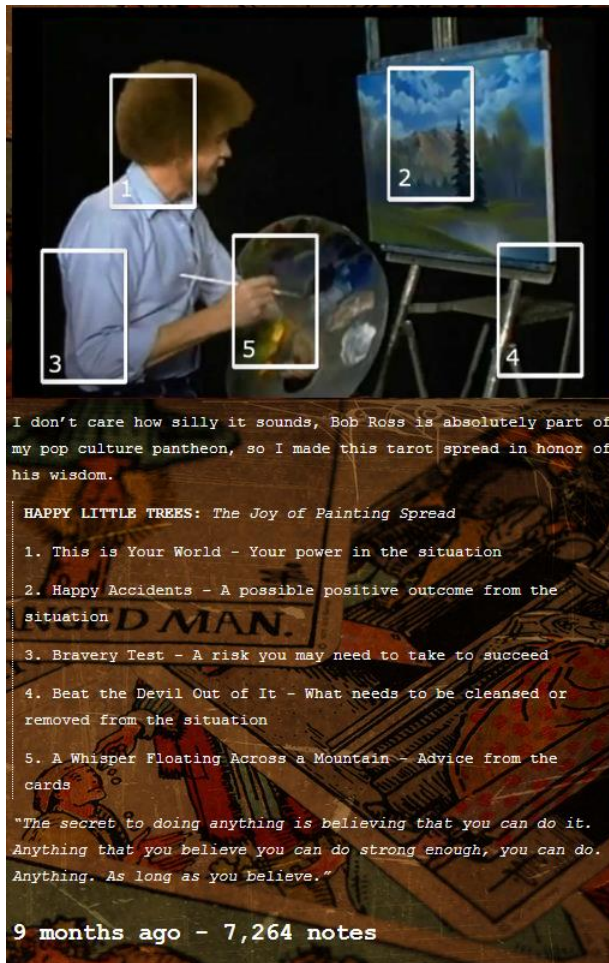 1
2
3
5
4
I don’t care how silly it sounds, Bob Ross is absolutely part of
my pop culture pantheon, so I made this tarot spread in honor of
his wisdom.
HAPPY LITTLE TREES: The Joy of Painting Spread
1. This is Your World – Your power in the situation
2. Happy Accidents – A possible positive outcome from the
situation
NGED MAN.
3. Bravery Test – A risk you may need to take to succeed
4. Beat the Devil Out of It – What needs to be cleansed or
removed from the situation
5. A Whisper Floating Across a Mountain – Advice from the
cards
“The secret to doing anything is believing that you can do it.
Anything that you believe you can do strong enough, you can do.
Anything. As long as you believe.”
9 months ago – 7,264 notes